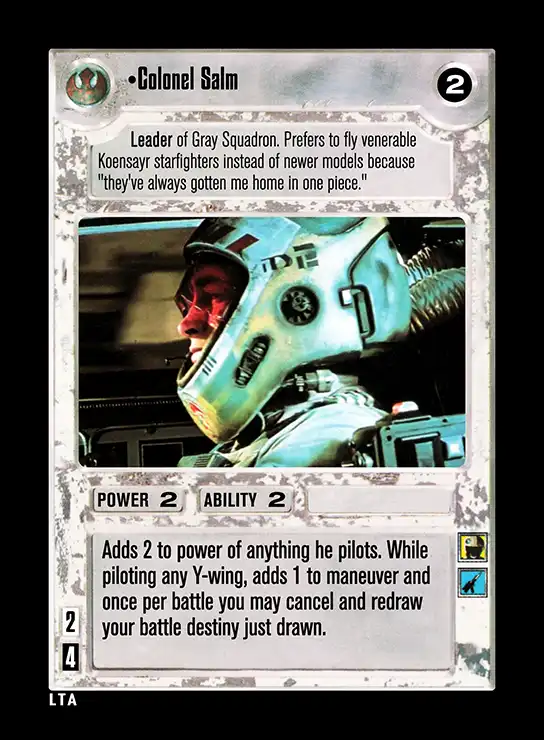 •Colonel Salm
2
Leader of Gray Squadron. Prefers to fly venerable
Koensayr starfighters instead of newer models because
"they've always gotten me home in one piece."
POWER 2
ABILITY 2
Adds 2 to power of anything he pilots. While
piloting any Y-wing, adds 1 to maneuver and
once per battle you may cancel and redraw
your battle destiny just drawn.
2
4
LTA